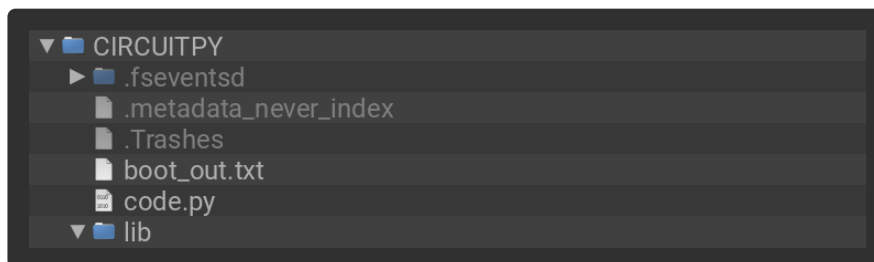 CIRCUITPY
.fseventsd
.metadata_never_index
.Trashes
boot_out.txt
code.py
lib